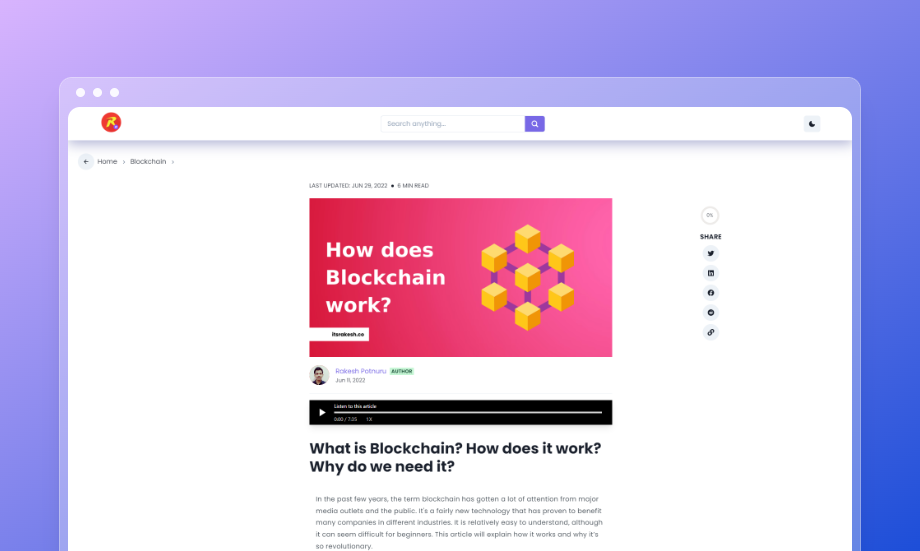 R
Search anything...
Home › Blockchain ›
LAST UPDATED: JUN 29, 2022 • 6 MIN READ
0%
SHARE
How does
Blockchain
work?
itsrakesh.co
Rakesh Potnuru AUTHOR
Jun 11, 2022
Listen to this article
0:00 / 7:05 1X
What is Blockchain? How does it work?
Why do we need it?
In the past few years, the term blockchain has gotten a lot of attention from major
media outlets and the public. It's a fairly new technology that has proven to benefit
many companies in different industries. It is relatively easy to understand, although
it can seem difficult for beginners. This article will explain how it works and why it's
so revolutionary.